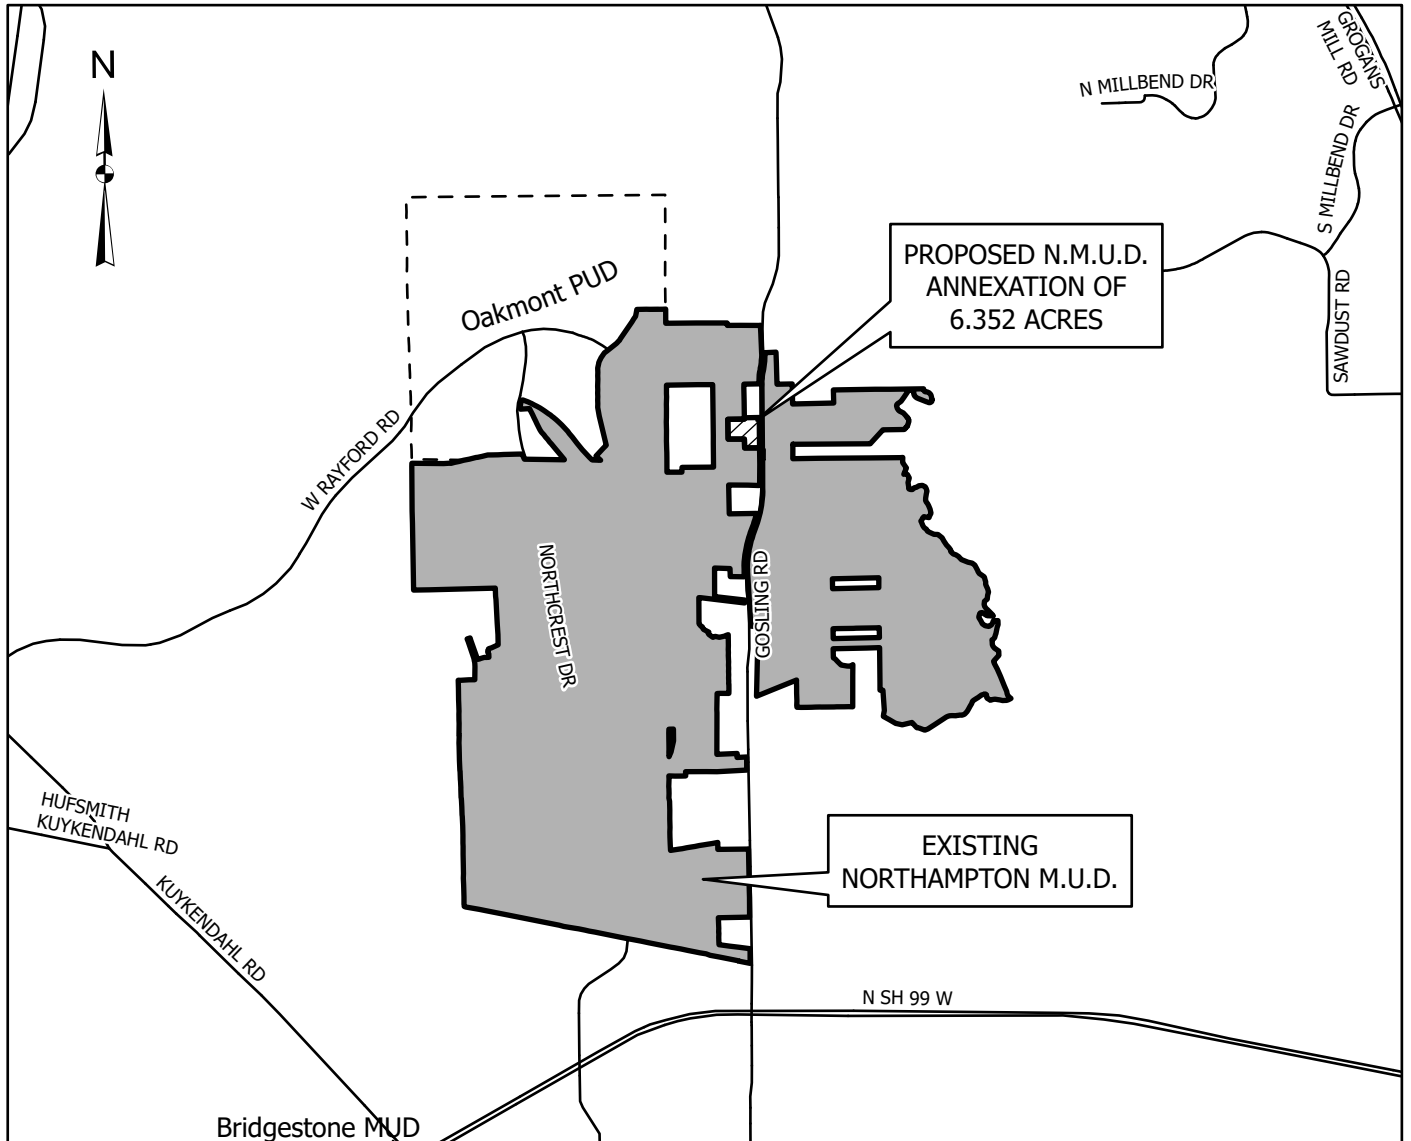 N
N MILLBEND DR
GROGANS
MILL RD
S MILLBEND DR
SAWDUST RD
PROPOSED N.M.U.D.
ANNEXATION OF
6.352 ACRES
Oakmont PUD
W RAYFORD RD
NORTHCREST DR
GOSLING RD
HUFSMITH
KUYKENDAHL RD
KUYKENDAHL RD
EXISTING
NORTHAMPTON M.U.D.
N SH 99 W
Bridgestone MUD